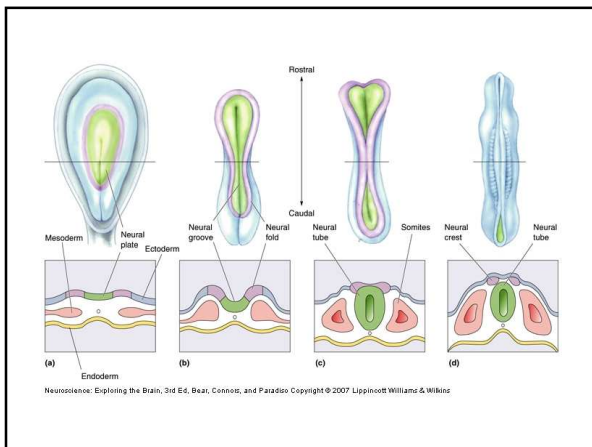 Rostral
Caudal
Mesoderm
Neural
plate
Ectoderm
Neural
groove
Neural
fold
Neural
tube
Somites
Neural
crest
Neural
tube
(a)
(b)
(c)
(d)
Endoderm
Neuroscience: Exploring the Brain, 3rd Ed, Bear, Connors, and Paradiso Copyright © 2007 Lippincott Williams & Wilkins